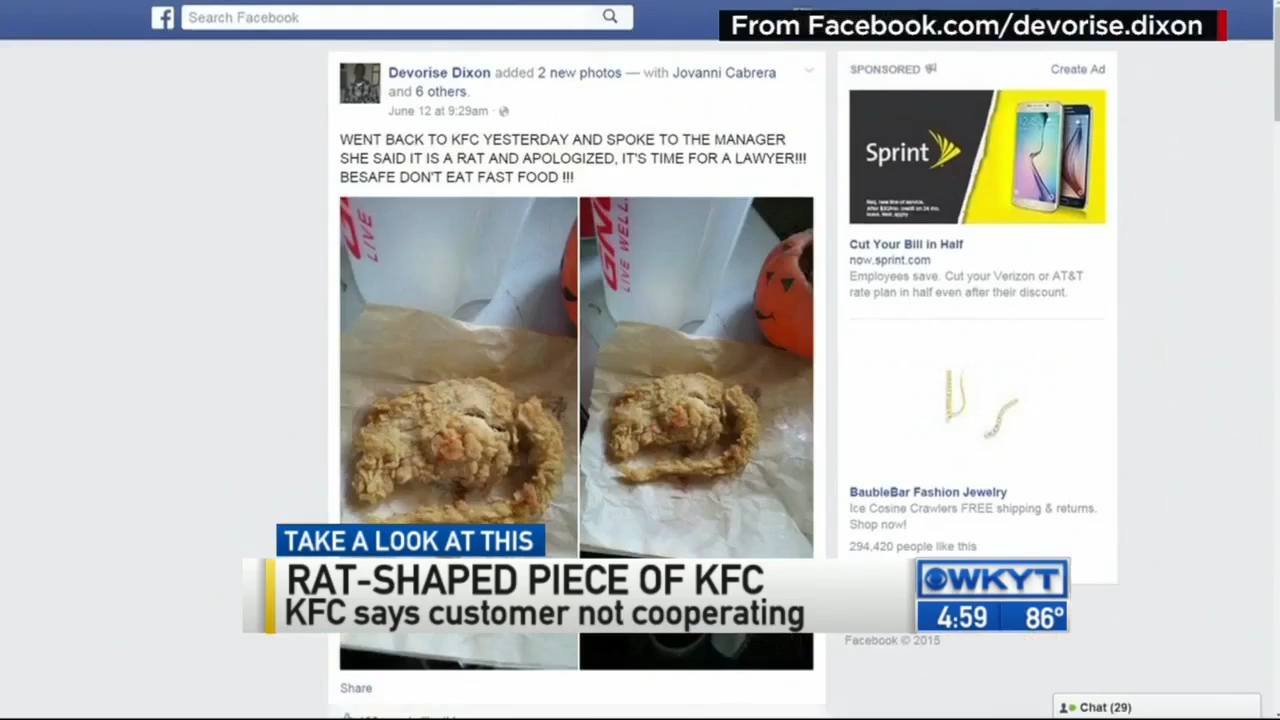 From Facebook.com/devorise.dixon
Search Facebook
Devorise Dixon added 2 new photos — with Jovanni Cabrera
and 6 others.
June 12 at 9:29am ·
WENT BACK TO KFC YESTERDAY AND SPOKE TO THE MANAGER
SHE SAID IT IS A RAT AND APOLOGIZED, IT'S TIME FOR A LAWYER!!!
BESAFE DON'T EAT FAST FOOD !!!
LIVE
GNC
LIVE WELL.
SPONSORED
Create Ad
Sprint
Cut Your Bill in Half
now.sprint.com
Employees save. Cut your Verizon or AT&T
rate plan in half even after their discount.
BaubleBar Fashion Jewelry
Ice Cosine Crawlers FREE shipping & returns.
Shop now!
294,420 people like this
TAKE A LOOK AT THIS
RAT-SHAPED PIECE OF KFC
KFC says customer not cooperating
WKYT
4:59 86°
Facebook © 2015
Share
Chat (29)